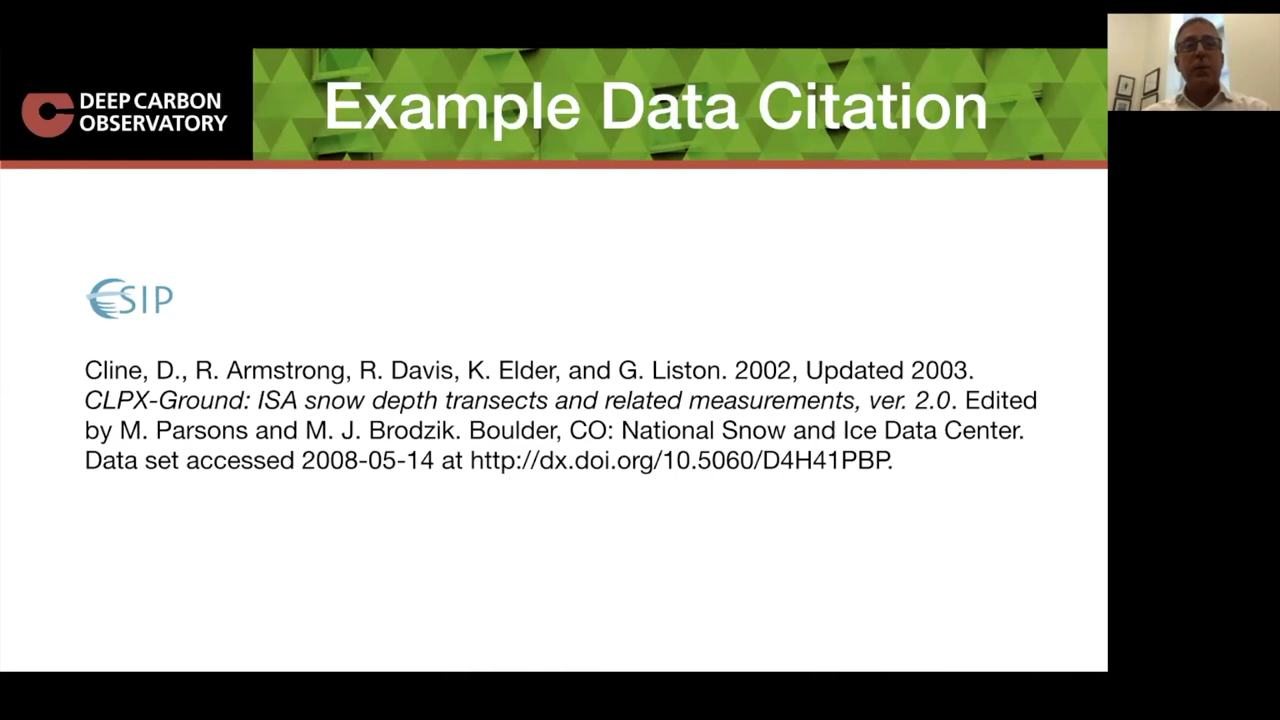 DEEP CARBON
OBSERVATORY
Example Data Citation
ESIP
Cline, D., R. Armstrong, R. Davis, K. Elder, and G. Liston. 2002, Updated 2003.
CLPX-Ground: ISA snow depth transects and related measurements, ver. 2.0. Edited
by M. Parsons and M. J. Brodzik. Boulder, CO: National Snow and Ice Data Center.
Data set accessed 2008-05-14 at http://dx.doi.org/10.5060/D4H41PBP.